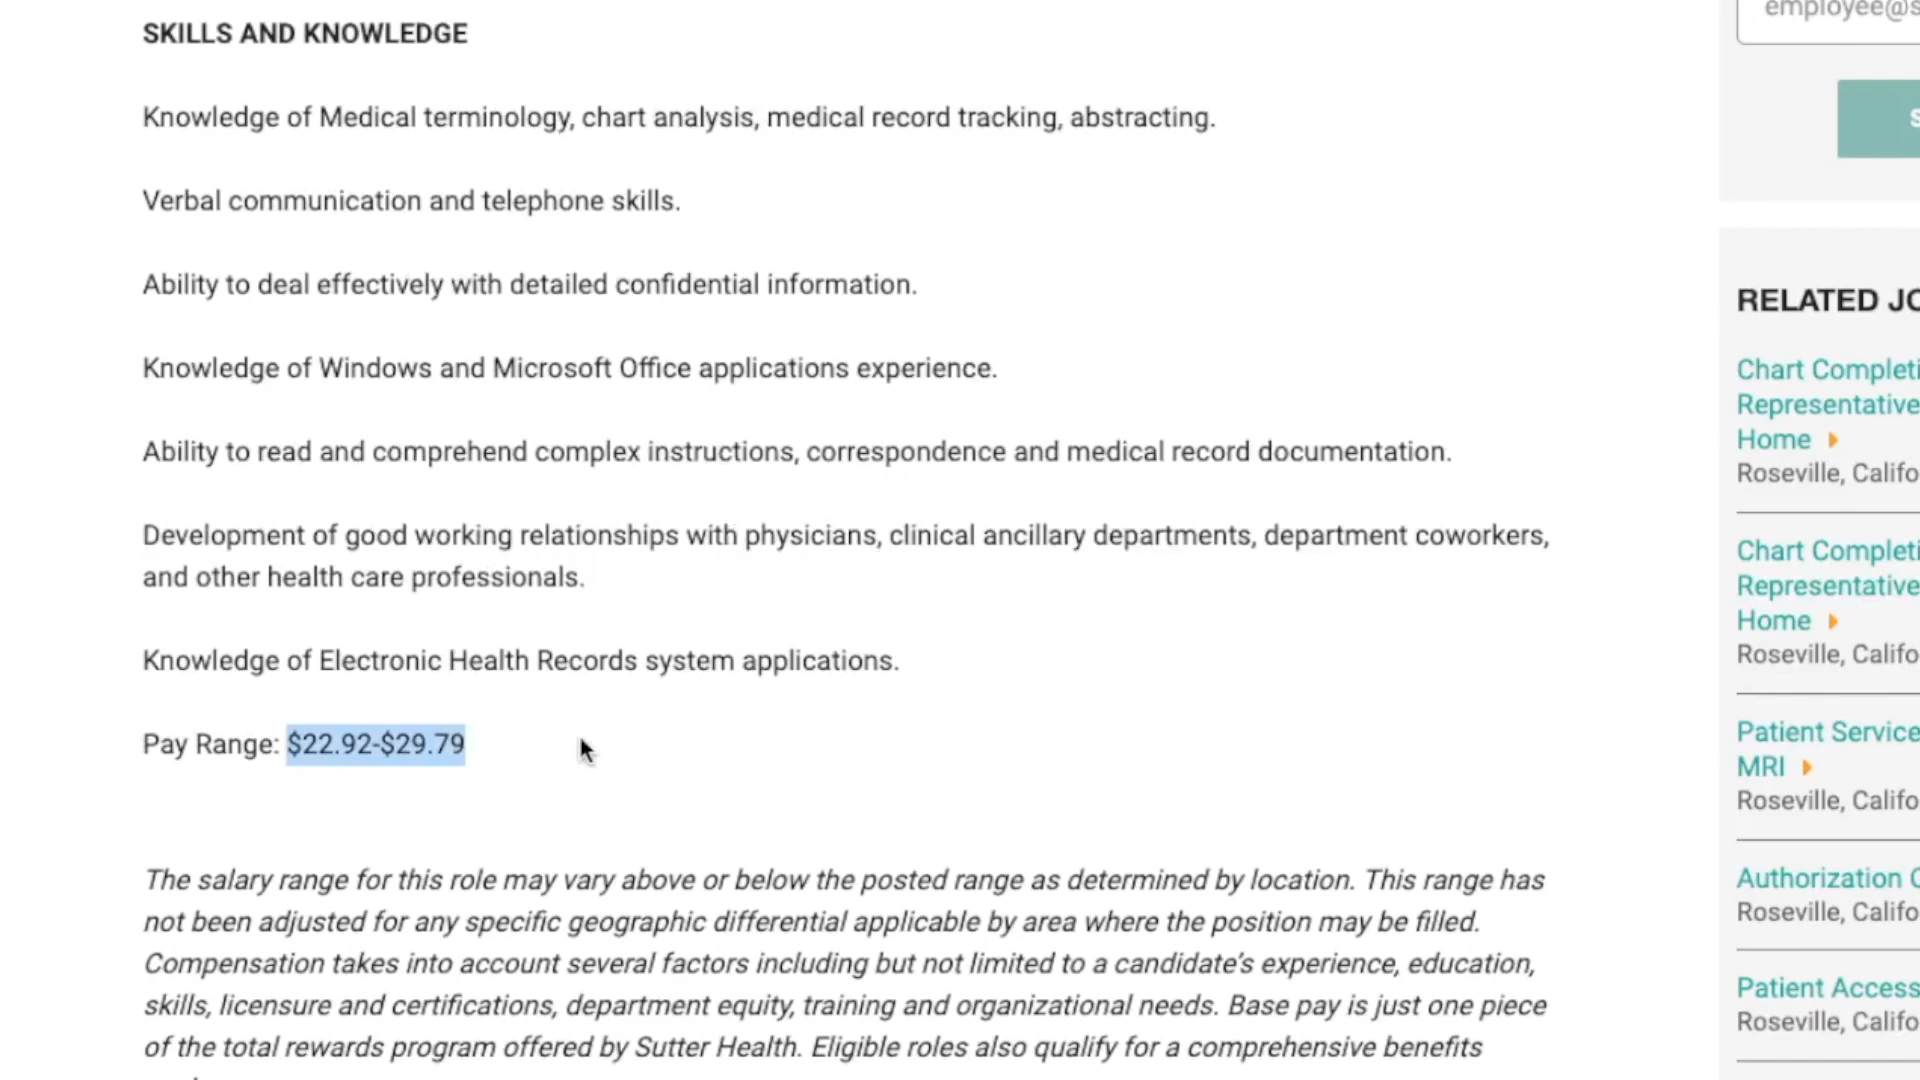 SKILLS AND KNOWLEDGE
Knowledge of Medical terminology, chart analysis, medical record tracking, abstracting.
Verbal communication and telephone skills.
Ability to deal effectively with detailed confidential information.
Knowledge of Windows and Microsoft Office applications experience.
Ability to read and comprehend complex instructions, correspondence and medical record documentation.
Development of good working relationships with physicians, clinical ancillary departments, department coworkers,
and other health care professionals.
Knowledge of Electronic Health Records system applications.
Pay Range: $22.92-$29.79
The salary range for this role may vary above or below the posted range as determined by location. This range has
not been adjusted for any specific geographic differential applicable by area where the position may be filled.
Compensation takes into account several factors including but not limited to a candidate's experience, education,
skills, licensure and certifications, department equity, training and organizational needs. Base pay is just one piece
of the total rewards program offered by Sutter Health. Eligible roles also qualify for a comprehensive benefits
employee@s
S
RELATED JO
Chart Completi
Representative
Home
Roseville, Califo
Chart Completi
Representative
Home
Roseville, Califo
Patient Service
MRI
Roseville, Califo
Authorization C
Roseville, Califo
Patient Access
Roseville, Califo